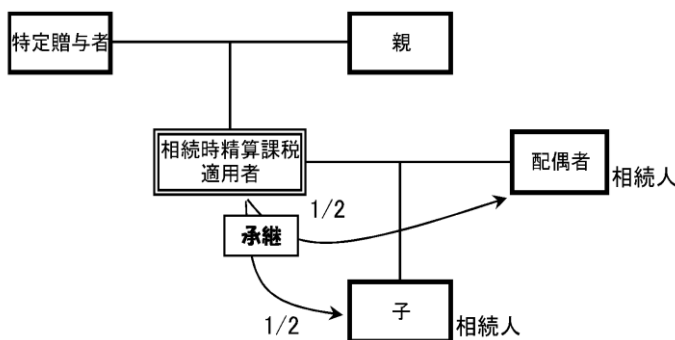 特定贈与者
親
相続時精算課税
適用者
配偶者
相続人
1/2
承継
子
1/2
相続人